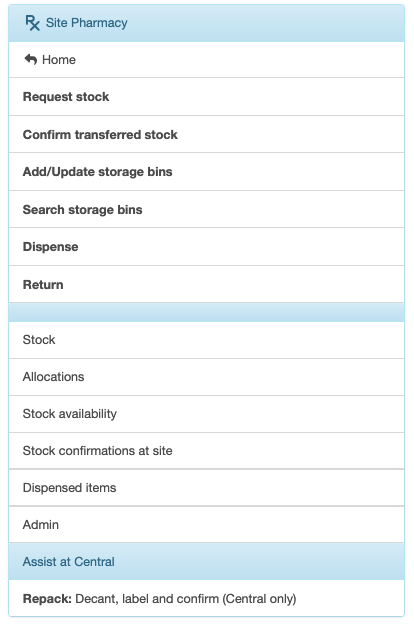 Site Pharmacy
Home
Request stock
Confirm transferred stock
Add/Update storage bins
Search storage bins
Dispense
Return
Stock
Allocations
Stock availability
Stock confirmations at site
Dispensed items
Admin
Assist at Central
Repack: Decant, label and confirm (Central only)